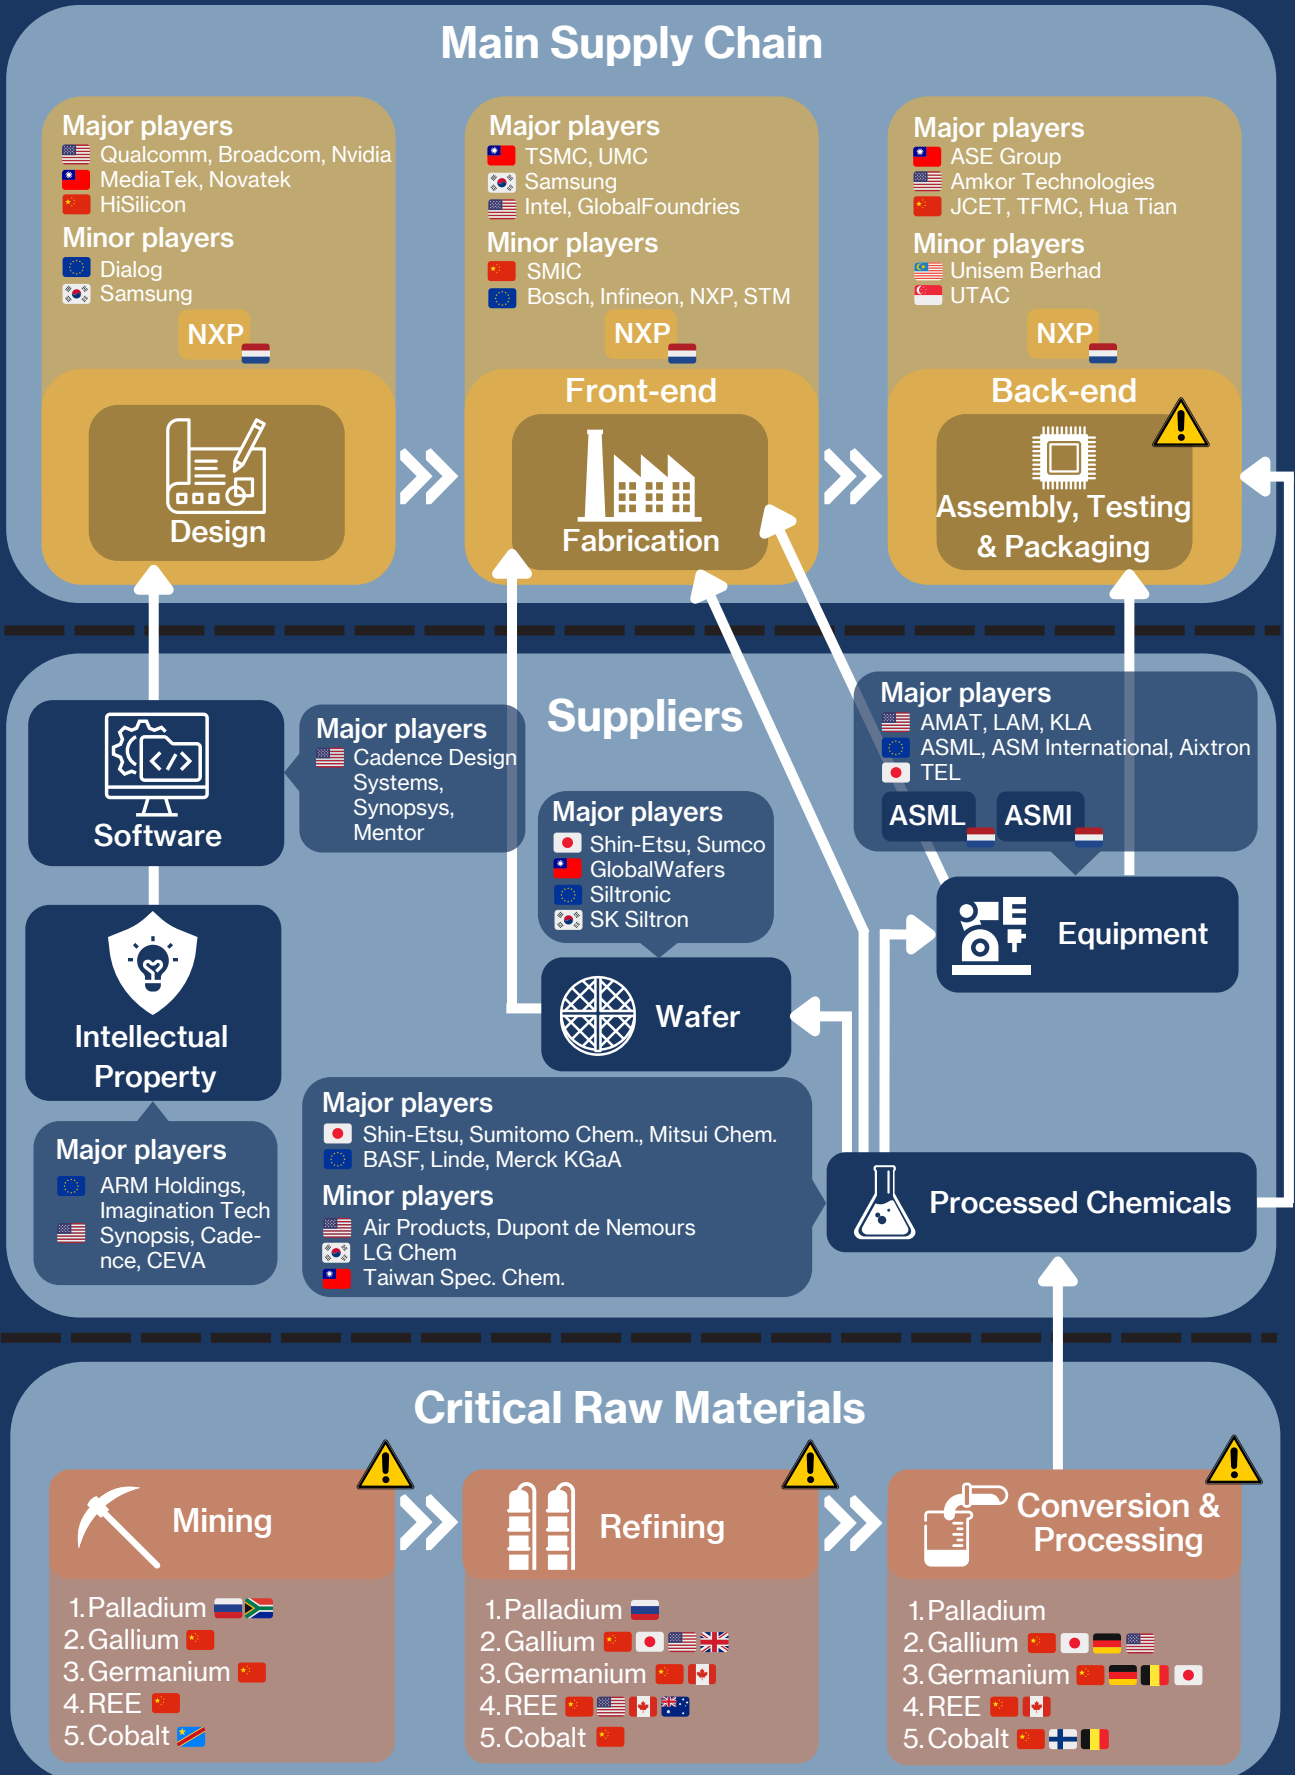 Main Supply Chain
Major players
Qualcomm, Broadcom, Nvidia
MediaTek, Novatek
HiSilicon
Minor players
Dialog
Samsung
NXP
Design
Major players
TSMC, UMC
Samsung
Intel, GlobalFoundries
Minor players
SMIC
Bosch, Infineon, NXP, STM
NXP
Front-end
Fabrication
Major players
ASE Group
Amkor Technologies
JCET, TFMC, Hua Tian
Minor players
Unisem Berhad
UTAC
NXP
Back-end
Assembly, Testing
& Packaging
Suppliers
Software
Major players
Cadence Design
Systems,
Synopsys,
Mentor
Intellectual
Property
Major players
ARM Holdings,
Imagination Tech
Synopsis, Cade-
nce, CEVA
Major players
Shin-Etsu, Sumco
GlobalWafers
Siltronic
SK Siltron
Wafer
Major players
AMAT, LAM, KLA
ASML, ASM International, Aixtron
TEL
ASML
ASMI
Equipment
Major players
Shin-Etsu, Sumitomo Chem., Mitsui Chem.
BASF, Linde, Merck KGaA
Minor players
Air Products, Dupont de Nemours
LG Chem
Taiwan Spec. Chem.
Processed Chemicals
Critical Raw Materials
Mining
1. Palladium
2. Gallium
3. Germanium
4. REE
5. Cobalt
Refining
1. Palladium
2. Gallium
3. Germanium
4. REE
5. Cobalt
Conversion &
Processing
1. Palladium
2. Gallium
3. Germanium
4. REE
5. Cobalt